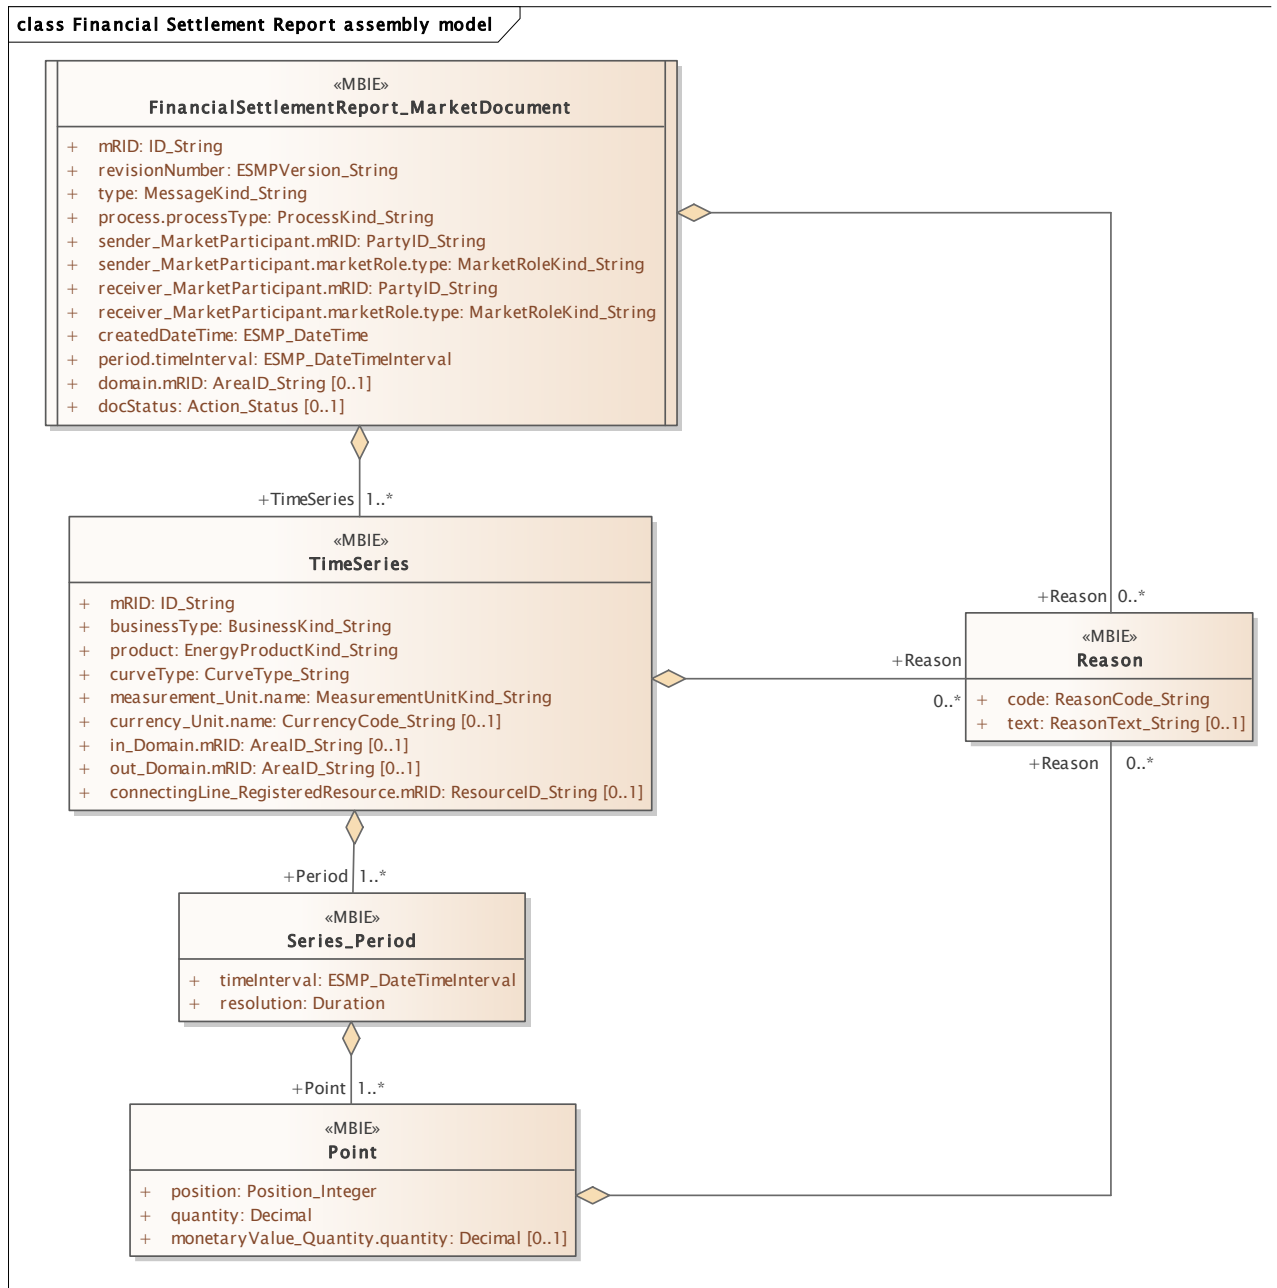 class Financial Settlement Report assembly model
«MBIE»
FinancialSettlementReport_MarketDocument
+ mRID: ID_String
+ revisionNumber: ESMPVersion_String
+ type: MessageKind_String
+ process.processType: ProcessKind_String
+ sender_MarketParticipant.mRID: PartyID_String
+ sender_MarketParticipant.marketRole.type: MarketRoleKind_String
+ receiver_MarketParticipant.mRID: PartyID_String
+ receiver_MarketParticipant.marketRole.type: MarketRoleKind_String
+ createdDateTime: ESMP_DateTime
+ period.timeInterval: ESMP_DateTimeInterval
+ domain.mRID: AreaID_String [0..1]
+ docStatus: Action_Status [0..1]
+TimeSeries 1..*
«MBIE»
TimeSeries
+ mRID: ID_String
+ businessType: BusinessKind_String
+ product: EnergyProductKind_String
+ curveType: CurveType_String
+ measurement_Unit.name: MeasurementUnitKind_String
+ currency_Unit.name: CurrencyCode_String [0..1]
+ in_Domain.mRID: AreaID_String [0..1]
+ out_Domain.mRID: AreaID_String [0..1]
+ connectingLine_RegisteredResource.mRID: ResourceID_String [0..1]
+Reason 0..*
+Reason
0..*
«MBIE»
Reason
+ code: ReasonCode_String
+ text: ReasonText_String [0..1]
+Reason 0..*
+Period 1..*
«MBIE»
Series_Period
+ timeInterval: ESMP_DateTimeInterval
+ resolution: Duration
+Point 1..*
«MBIE»
Point
+ position: Position_Integer
+ quantity: Decimal
+ monetaryValue_Quantity.quantity: Decimal [0..1]